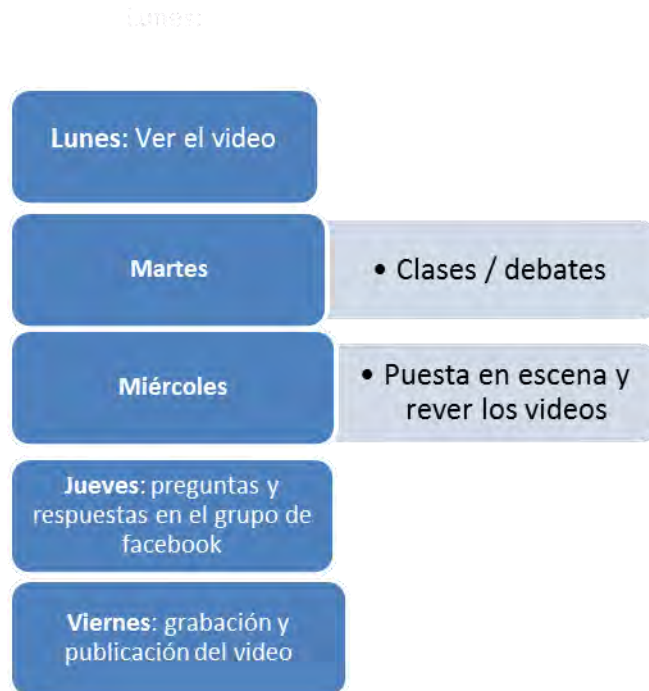 Lunes:
Lunes: Ver el video
Martes
• Clases / debates
Miércoles
• Puesta en escena y
rever los videos
Jueves: preguntas y
respuestas en el grupo de
facebook
Viernes: grabación y
publicación del video